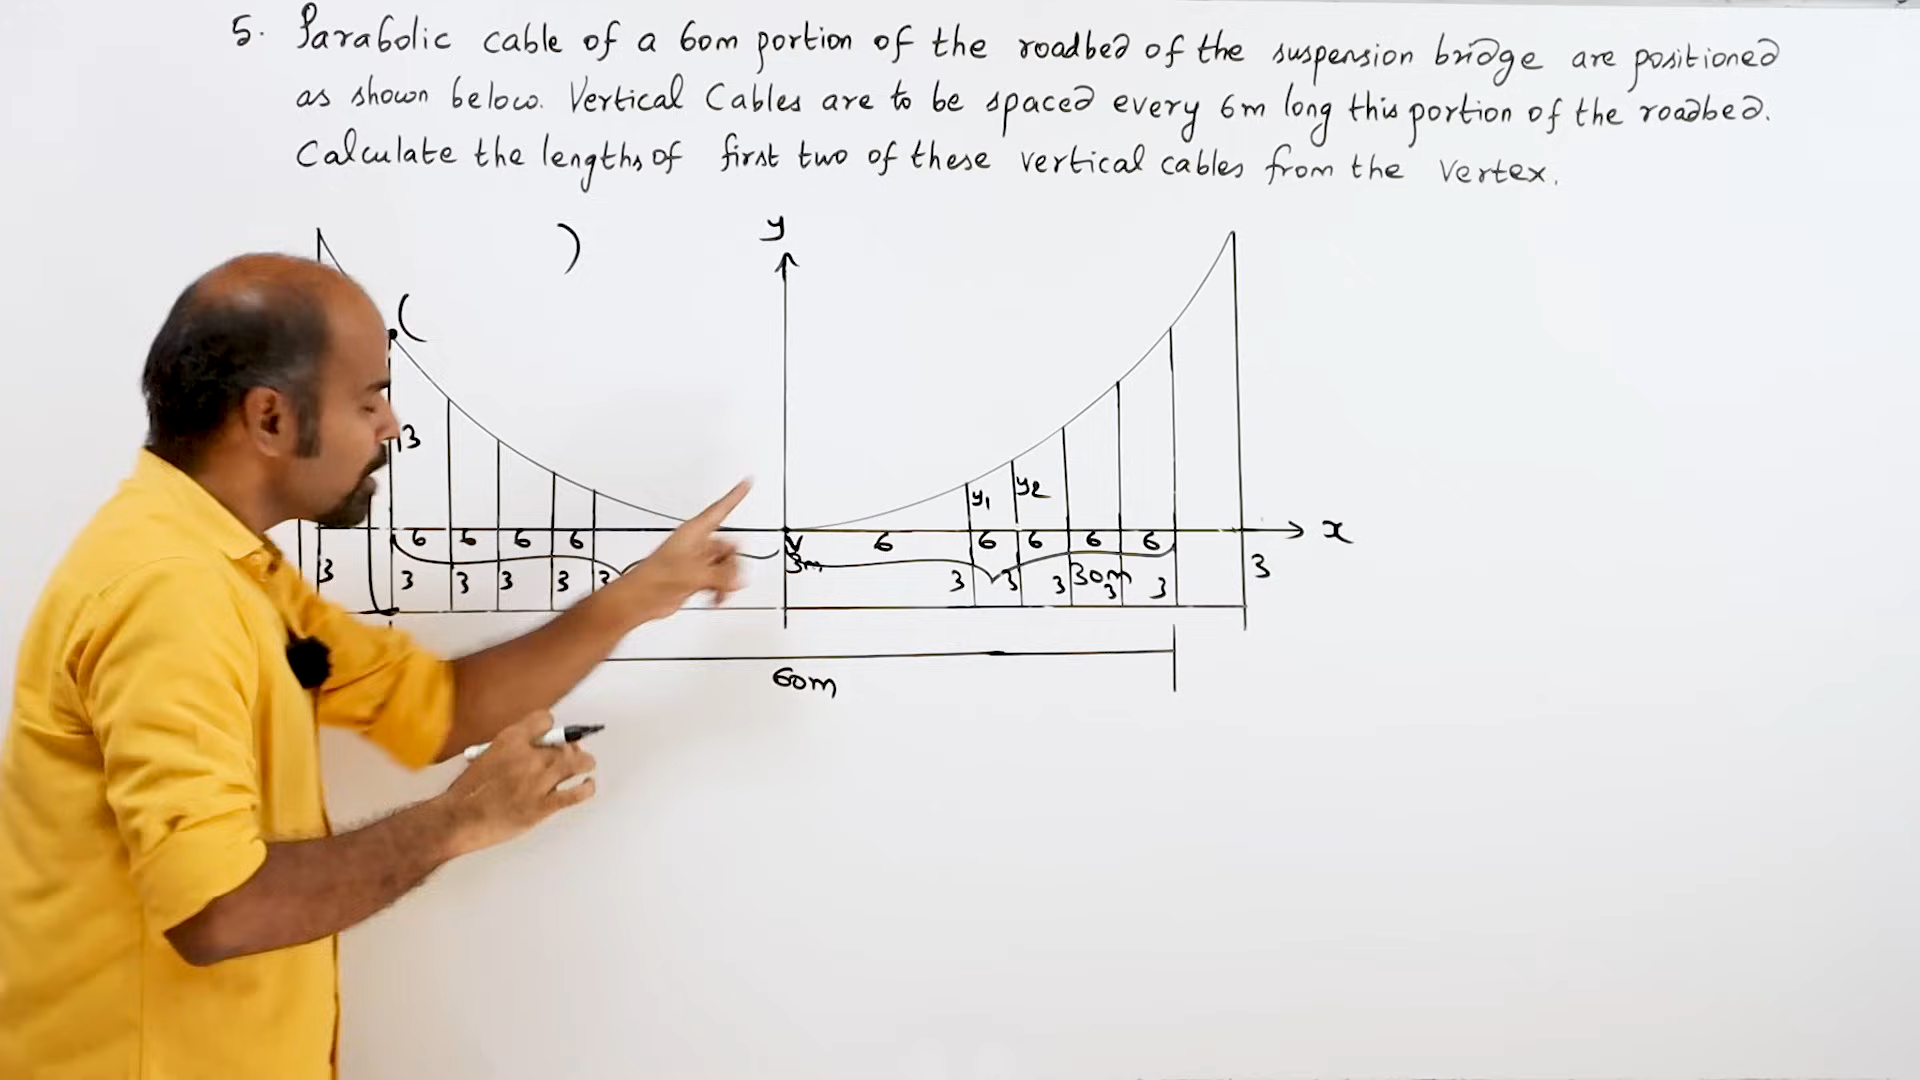 5. Parabolic cable of a 60m portion of the roadbed of the suspension bridge are positioned
as shown below. Vertical Cables are to be spaced every 6m long this portion of the roadbed.
Calculate the lengths of first two of these vertical cables from the vertex.
y
)
(
13
y1 y2
6 6 6 6 V 6 6 6 6 6 x
3 3 3 3 3 3 3m 3 3 3 30m 3 3 3
60m